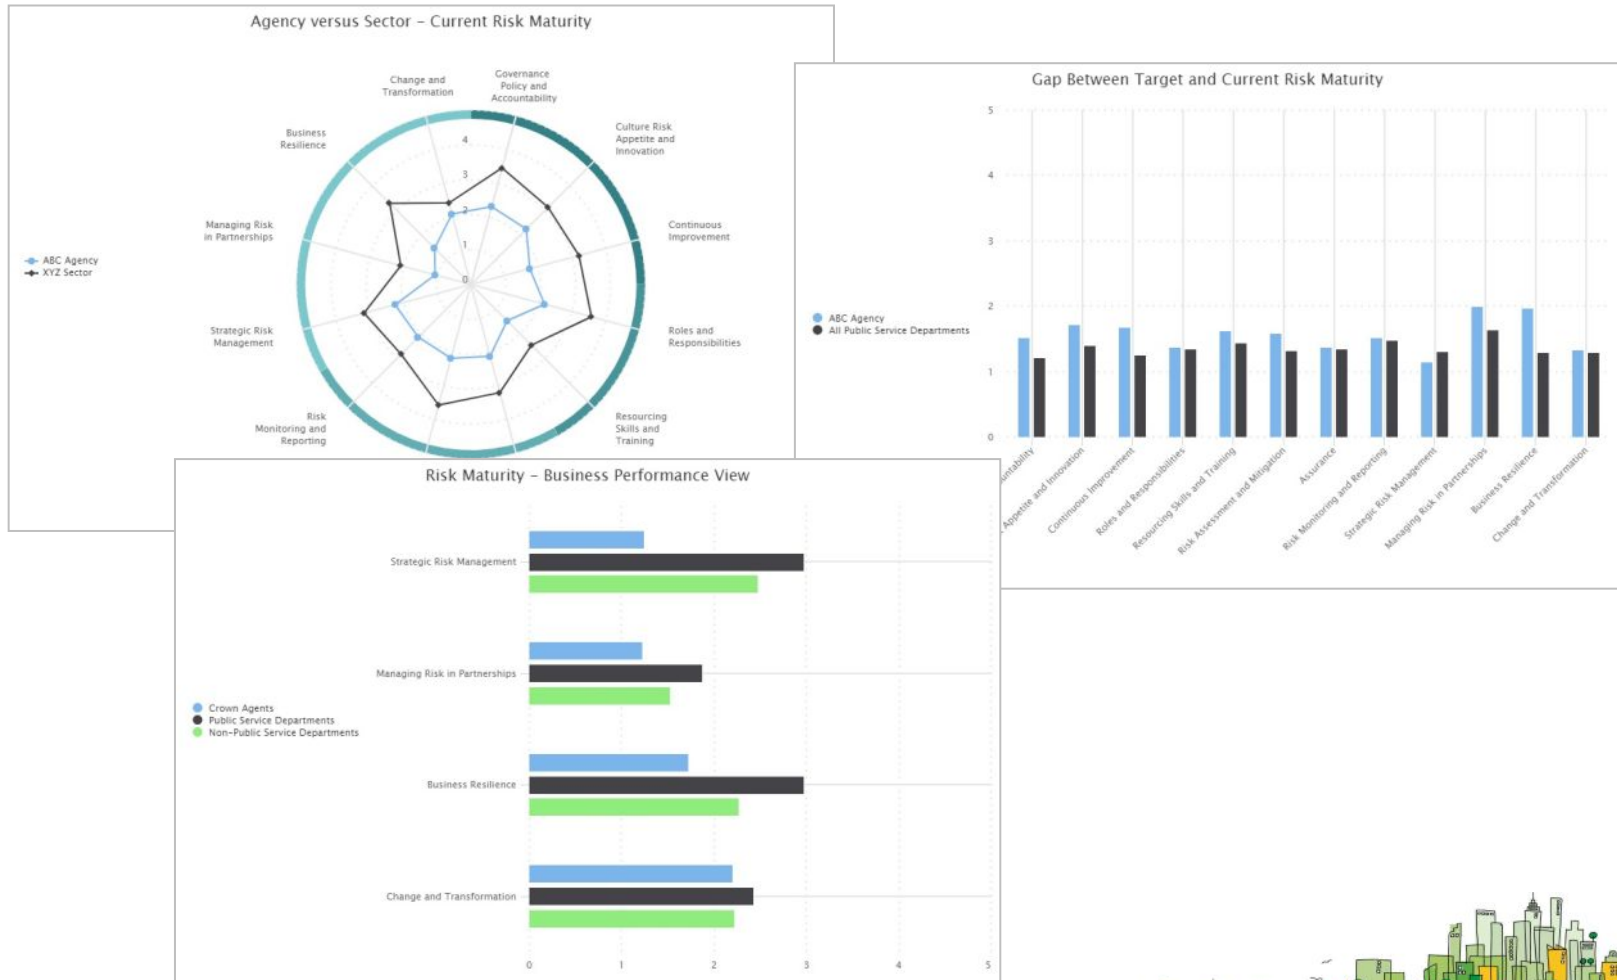 Agency versus Sector - Current Risk Maturity
Change and
Transformation
Governance
Policy and
Accountability
Culture Risk
Appetite and
Innovation
Business
Resilience
Managing Risk
in Partnerships
Continuous
Improvement
ABC Agency
XYZ Sector
Strategic Risk
Management
Roles and
Responsibilities
Risk
Monitoring and
Reporting
Resourcing
Skills and
Training
4
3
2
1
0
Gap Between Target and Current Risk Maturity
5
4
3
2
1
0
ABC Agency
All Public Service Departments
Appetite and Innovation
Continuous Improvement
Roles and Responsibilities
Resourcing Skills and Training
Risk Assessment and Mitigation
Assurance
Risk Monitoring and Reporting
Strategic Risk Management
Managing Risk in Partnerships
Business Resilience
Change and Transformation
Risk Maturity - Business Performance View
Strategic Risk Management
Managing Risk in Partnerships
Crown Agents
Public Service Departments
Non-Public Service Departments
Business Resilience
Change and Transformation
0 1 2 3 4 5